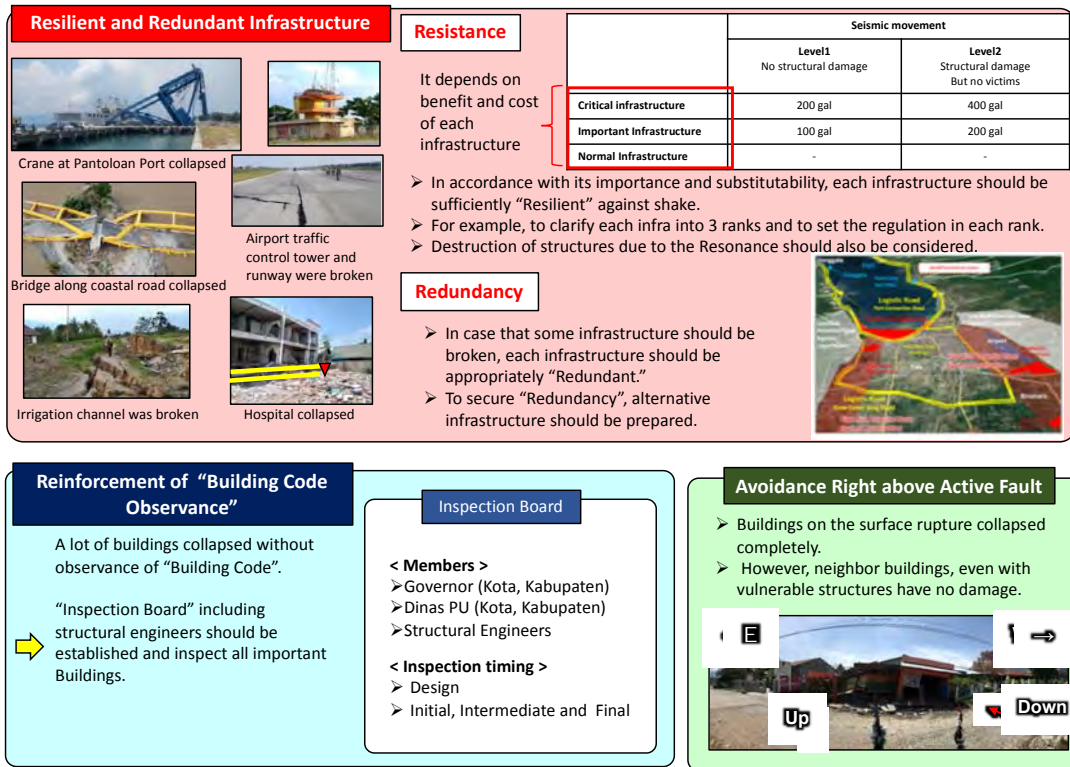 Resilient and Redundant Infrastructure
Crane at Pantoloan Port collapsed
Bridge along coastal road collapsed
Airport traffic
control tower and
runway were broken
Irrigation channel was broken
Hospital collapsed
Resistance
It depends on
benefit and cost
of each
infrastructure
Seismic movement
Level1
No structural damage
Level2
Structural damage
But no victims
Critical infrastructure 200 gal 400 gal
Important Infrastructure 100 gal 200 gal
Normal Infrastructure - -
➢ In accordance with its importance and substitutability, each infrastructure should be
sufficiently “Resilient” against shake.
➢ For example, to clarify each infra into 3 ranks and to set the regulation in each rank.
➢ Destruction of structures due to the Resonance should also be considered.
Redundancy
➢ In case that some infrastructure should be
broken, each infrastructure should be
appropriately “Redundant.”
➢ To secure “Redundancy”, alternative
infrastructure should be prepared.
Logistic Road
Airport
Logistic Road
Reinforcement of “Building Code
Observance”
A lot of buildings collapsed without
observance of “Building Code”.
“Inspection Board” including
structural engineers should be
established and inspect all important
Buildings.
Inspection Board
< Members >
➢Governor (Kota, Kabupaten)
➢Dinas PU (Kota, Kabupaten)
➢Structural Engineers
< Inspection timing >
➢ Design
➢ Initial, Intermediate and Final
Avoidance Right above Active Fault
➢ Buildings on the surface rupture collapsed
completely.
➢ However, neighbor buildings, even with
vulnerable structures have no damage.
E
→
Up
Down